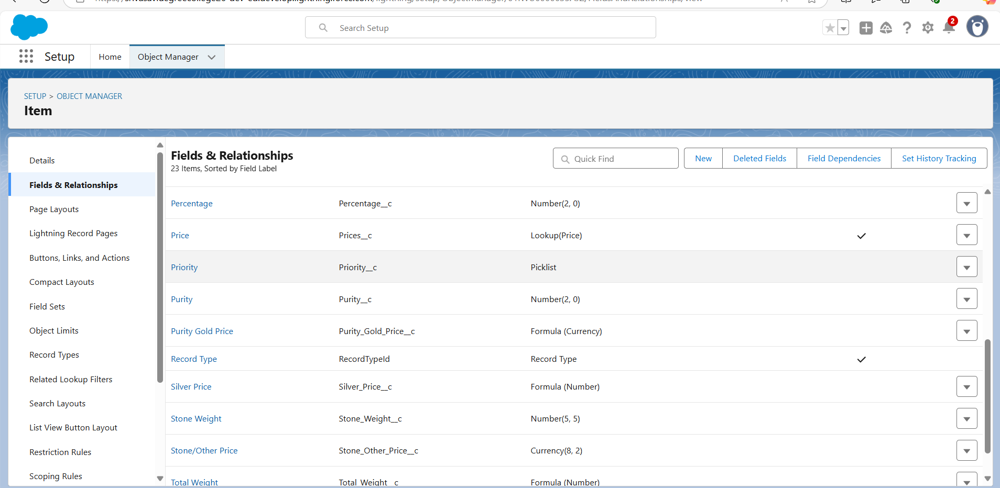 Search Setup
2
Setup
Home
Object Manager
SETUP > OBJECT MANAGER
Item
Details
Fields & Relationships
Page Layouts
Lightning Record Pages
Buttons, Links, and Actions
Compact Layouts
Field Sets
Object Limits
Record Types
Related Lookup Filters
Search Layouts
List View Button Layout
Restriction Rules
Scoping Rules
Fields & Relationships
23 Items, Sorted by Field Label
Quick Find
New
Deleted Fields
Field Dependencies
Set History Tracking
Percentage Percentage__c Number(2, 0)
Price Prices__c Lookup(Price)
Priority Priority__c Picklist
Purity Purity__c Number(2, 0)
Purity Gold Price Purity_Gold_Price__c Formula (Currency)
Record Type RecordTypeId Record Type
Silver Price Silver_Price__c Formula (Number)
Stone Weight Stone_Weight__c Number(5, 5)
Stone/Other Price Stone_Other_Price__c Currency(8, 2)
Total Weight Total_Weight__c Formula (Number)